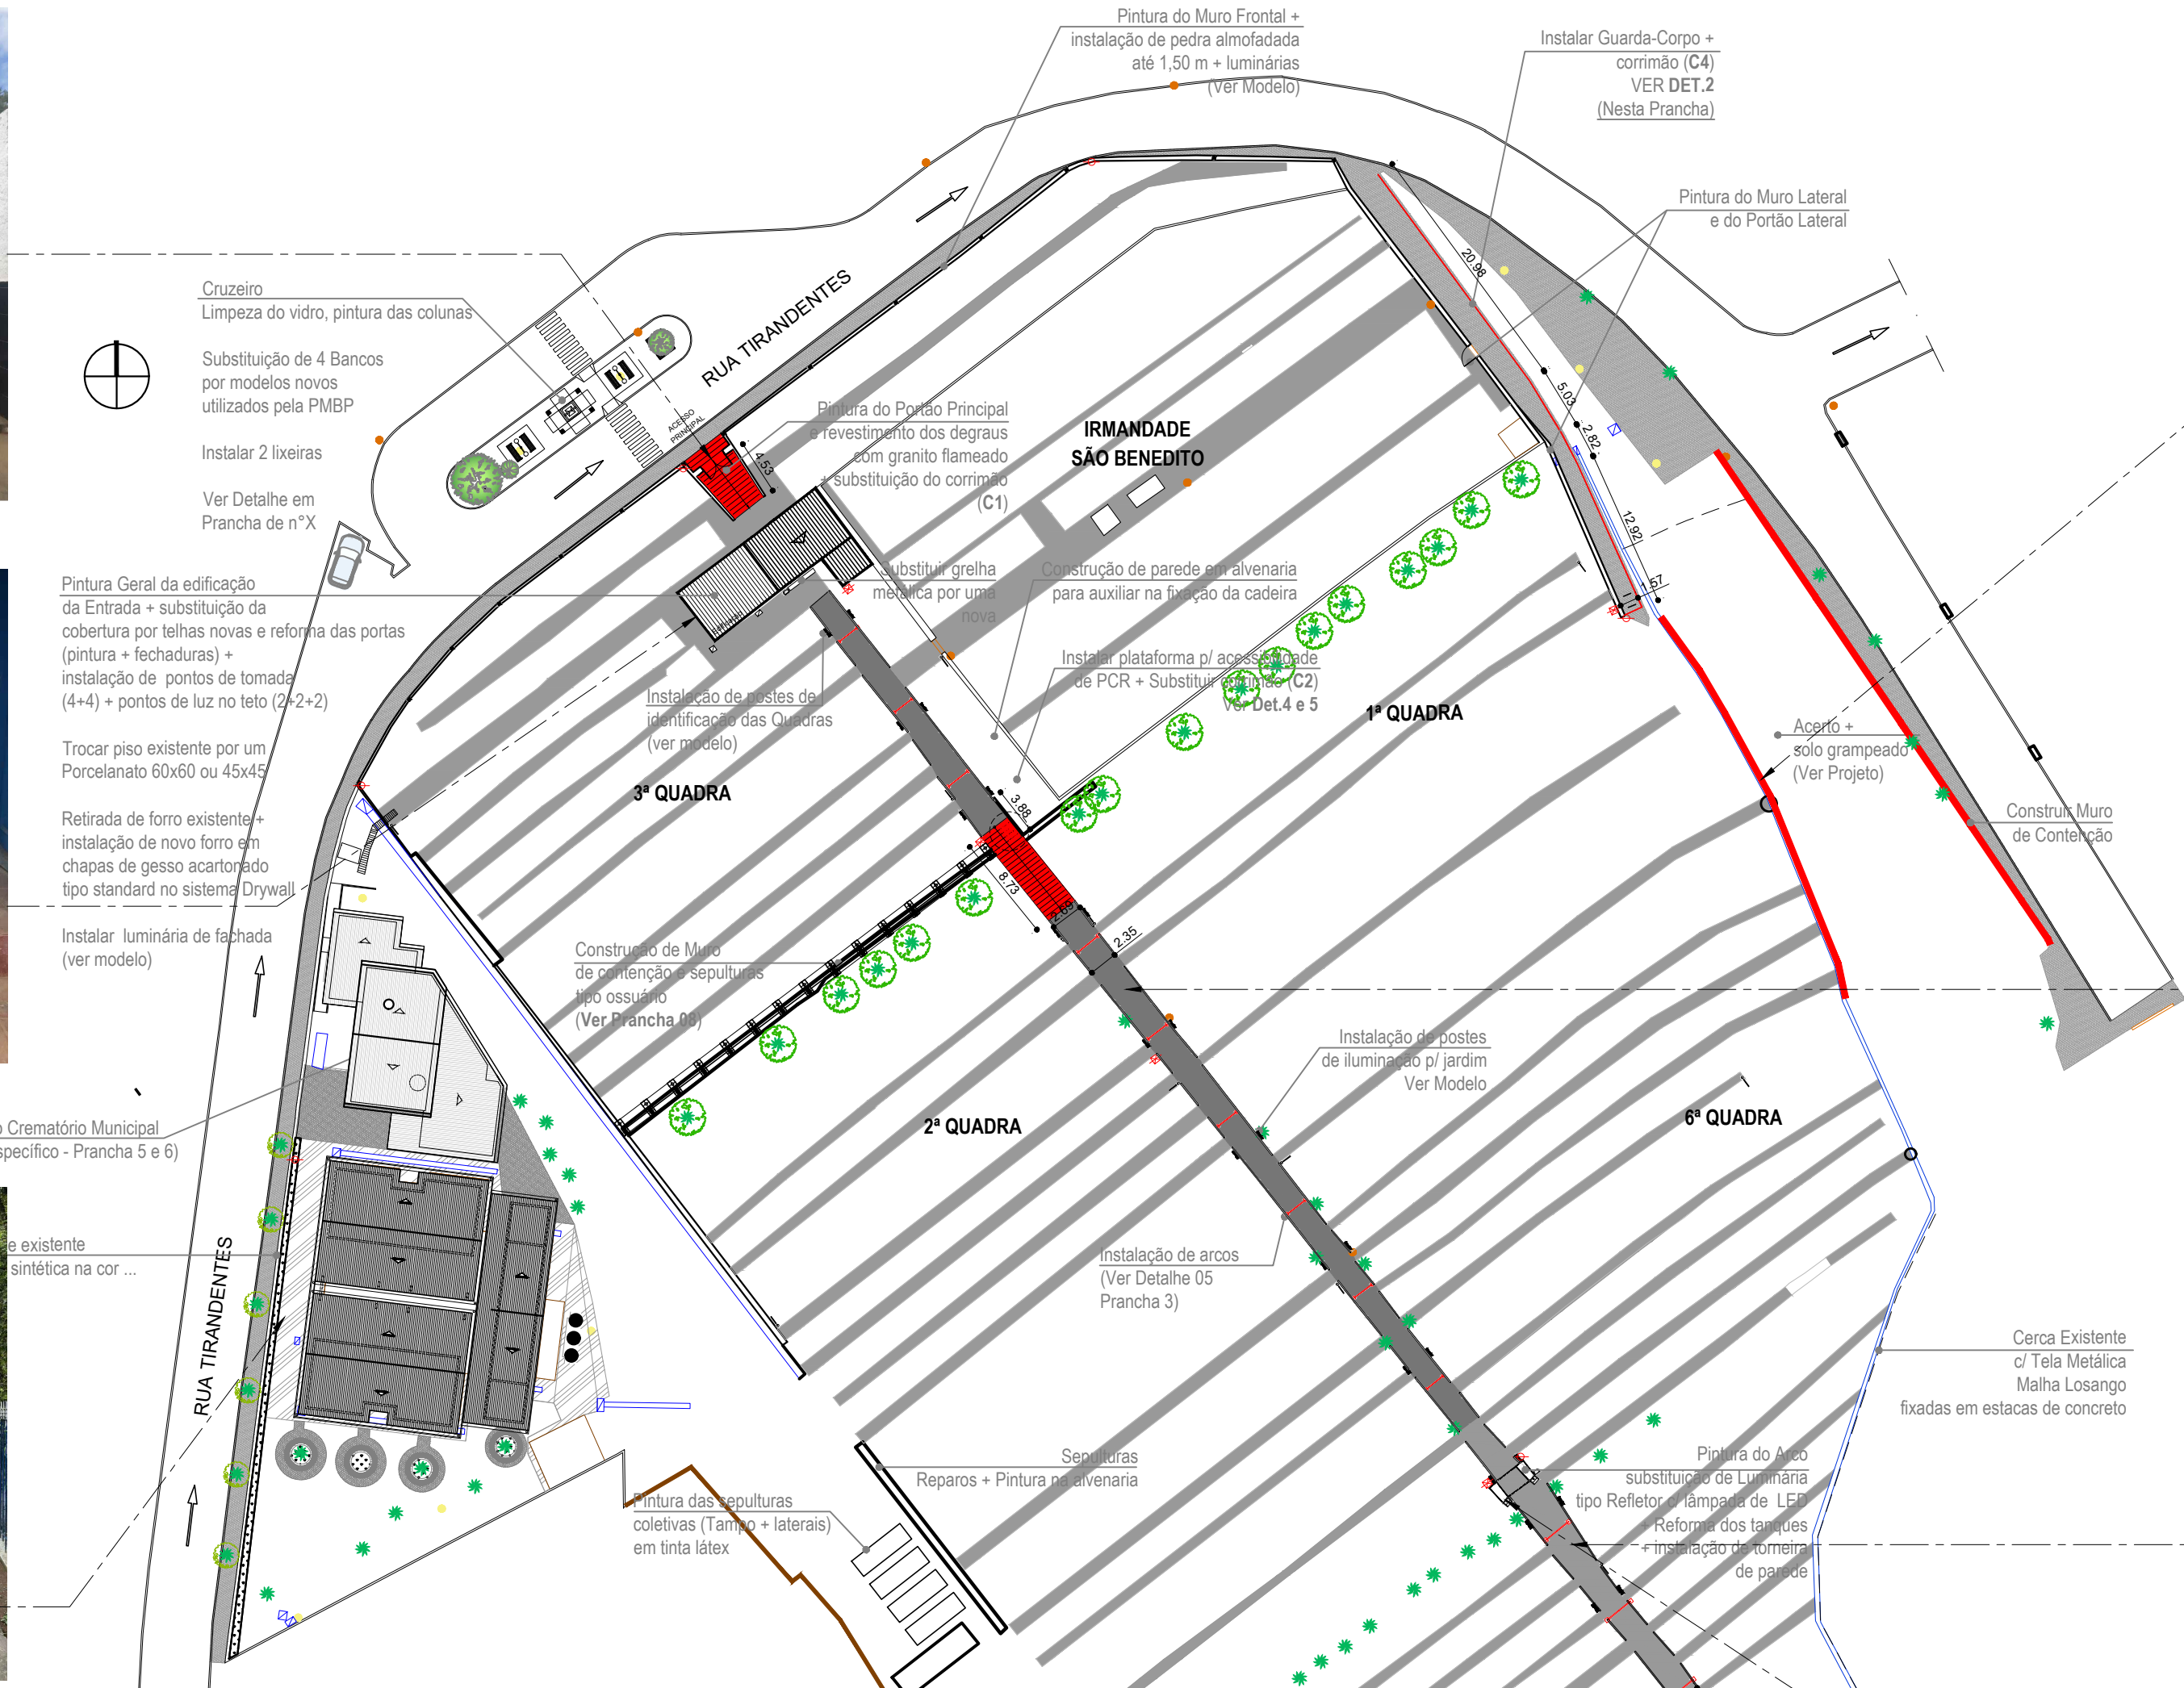 Pintura do Muro Frontal +
instalação de pedra almofadada
até 1,50 m + luminárias
(Ver Modelo)
Instalar Guarda-Corpo +
corrimão (C4)
VER DET.2
(Nesta Prancha)
Pintura do Muro Lateral
e do Portão Lateral
Cruzeiro
Limpeza do vidro, pintura das colunas
Substituição de 4 Bancos
por modelos novos
utilizados pela PMBP
Instalar 2 lixeiras
Ver Detalhe em
Prancha de n°X
RUA TIRANDENTES
ACESSO
PRINCIPAL
Pintura do Portão Principal
e revestimento dos degraus
com granito flameado
+ substituição do corrimão
(C1)
4.53
IRMANDADE
SÃO BENEDITO
20.98
5.03
2.82
12.92
1.57
Pintura Geral da edificação
da Entrada + substituição da
cobertura por telhas novas e reforma das portas
(pintura + fechaduras) +
instalação de pontos de tomada
(4+4) + pontos de luz no teto (2+2+2)
Trocar piso existente por um
Porcelanato 60x60 ou 45x45
Retirada de forro existente +
instalação de novo forro em
chapas de gesso acartonado
tipo standard no sistema Drywall
Instalar luminária de fachada
(ver modelo)
Substituir grelha
metálica por uma
nova
Construção de parede em alvenaria
para auxiliar na fixação da cadeira
Instalar plataforma p/ acessibilidade
de PCR + Substituir corrimão (C2)
Ver Det.4 e 5
Instalação de postes de
identificação das Quadras
(ver modelo)
3ª QUADRA
1ª QUADRA
3.88
8.73
2.69
2.35
Acerto +
solo grampeado
(Ver Projeto)
Construir Muro
de Contenção
Construção de Muro
de contenção e sepulturas
tipo ossuário
(Ver Prancha 08)
Instalação de postes
de iluminação p/ jardim
Ver Modelo
2ª QUADRA
6ª QUADRA
o Crematório Municipal
specífico - Prancha 5 e 6)
e existente
sintética na cor ...
RUA TIRANDENTES
Instalação de arcos
(Ver Detalhe 05
Prancha 3)
Cerca Existente
c/ Tela Metálica
Malha Losango
fixadas em estacas de concreto
Sepulturas
Reparos + Pintura na alvenaria
Pintura das sepulturas
coletivas (Tampo + laterais)
em tinta látex
Pintura do Arco
substituição de Luminária
tipo Refletor c/ lâmpada de LED
+ Reforma dos tanques
+ instalação de torneira
de parede